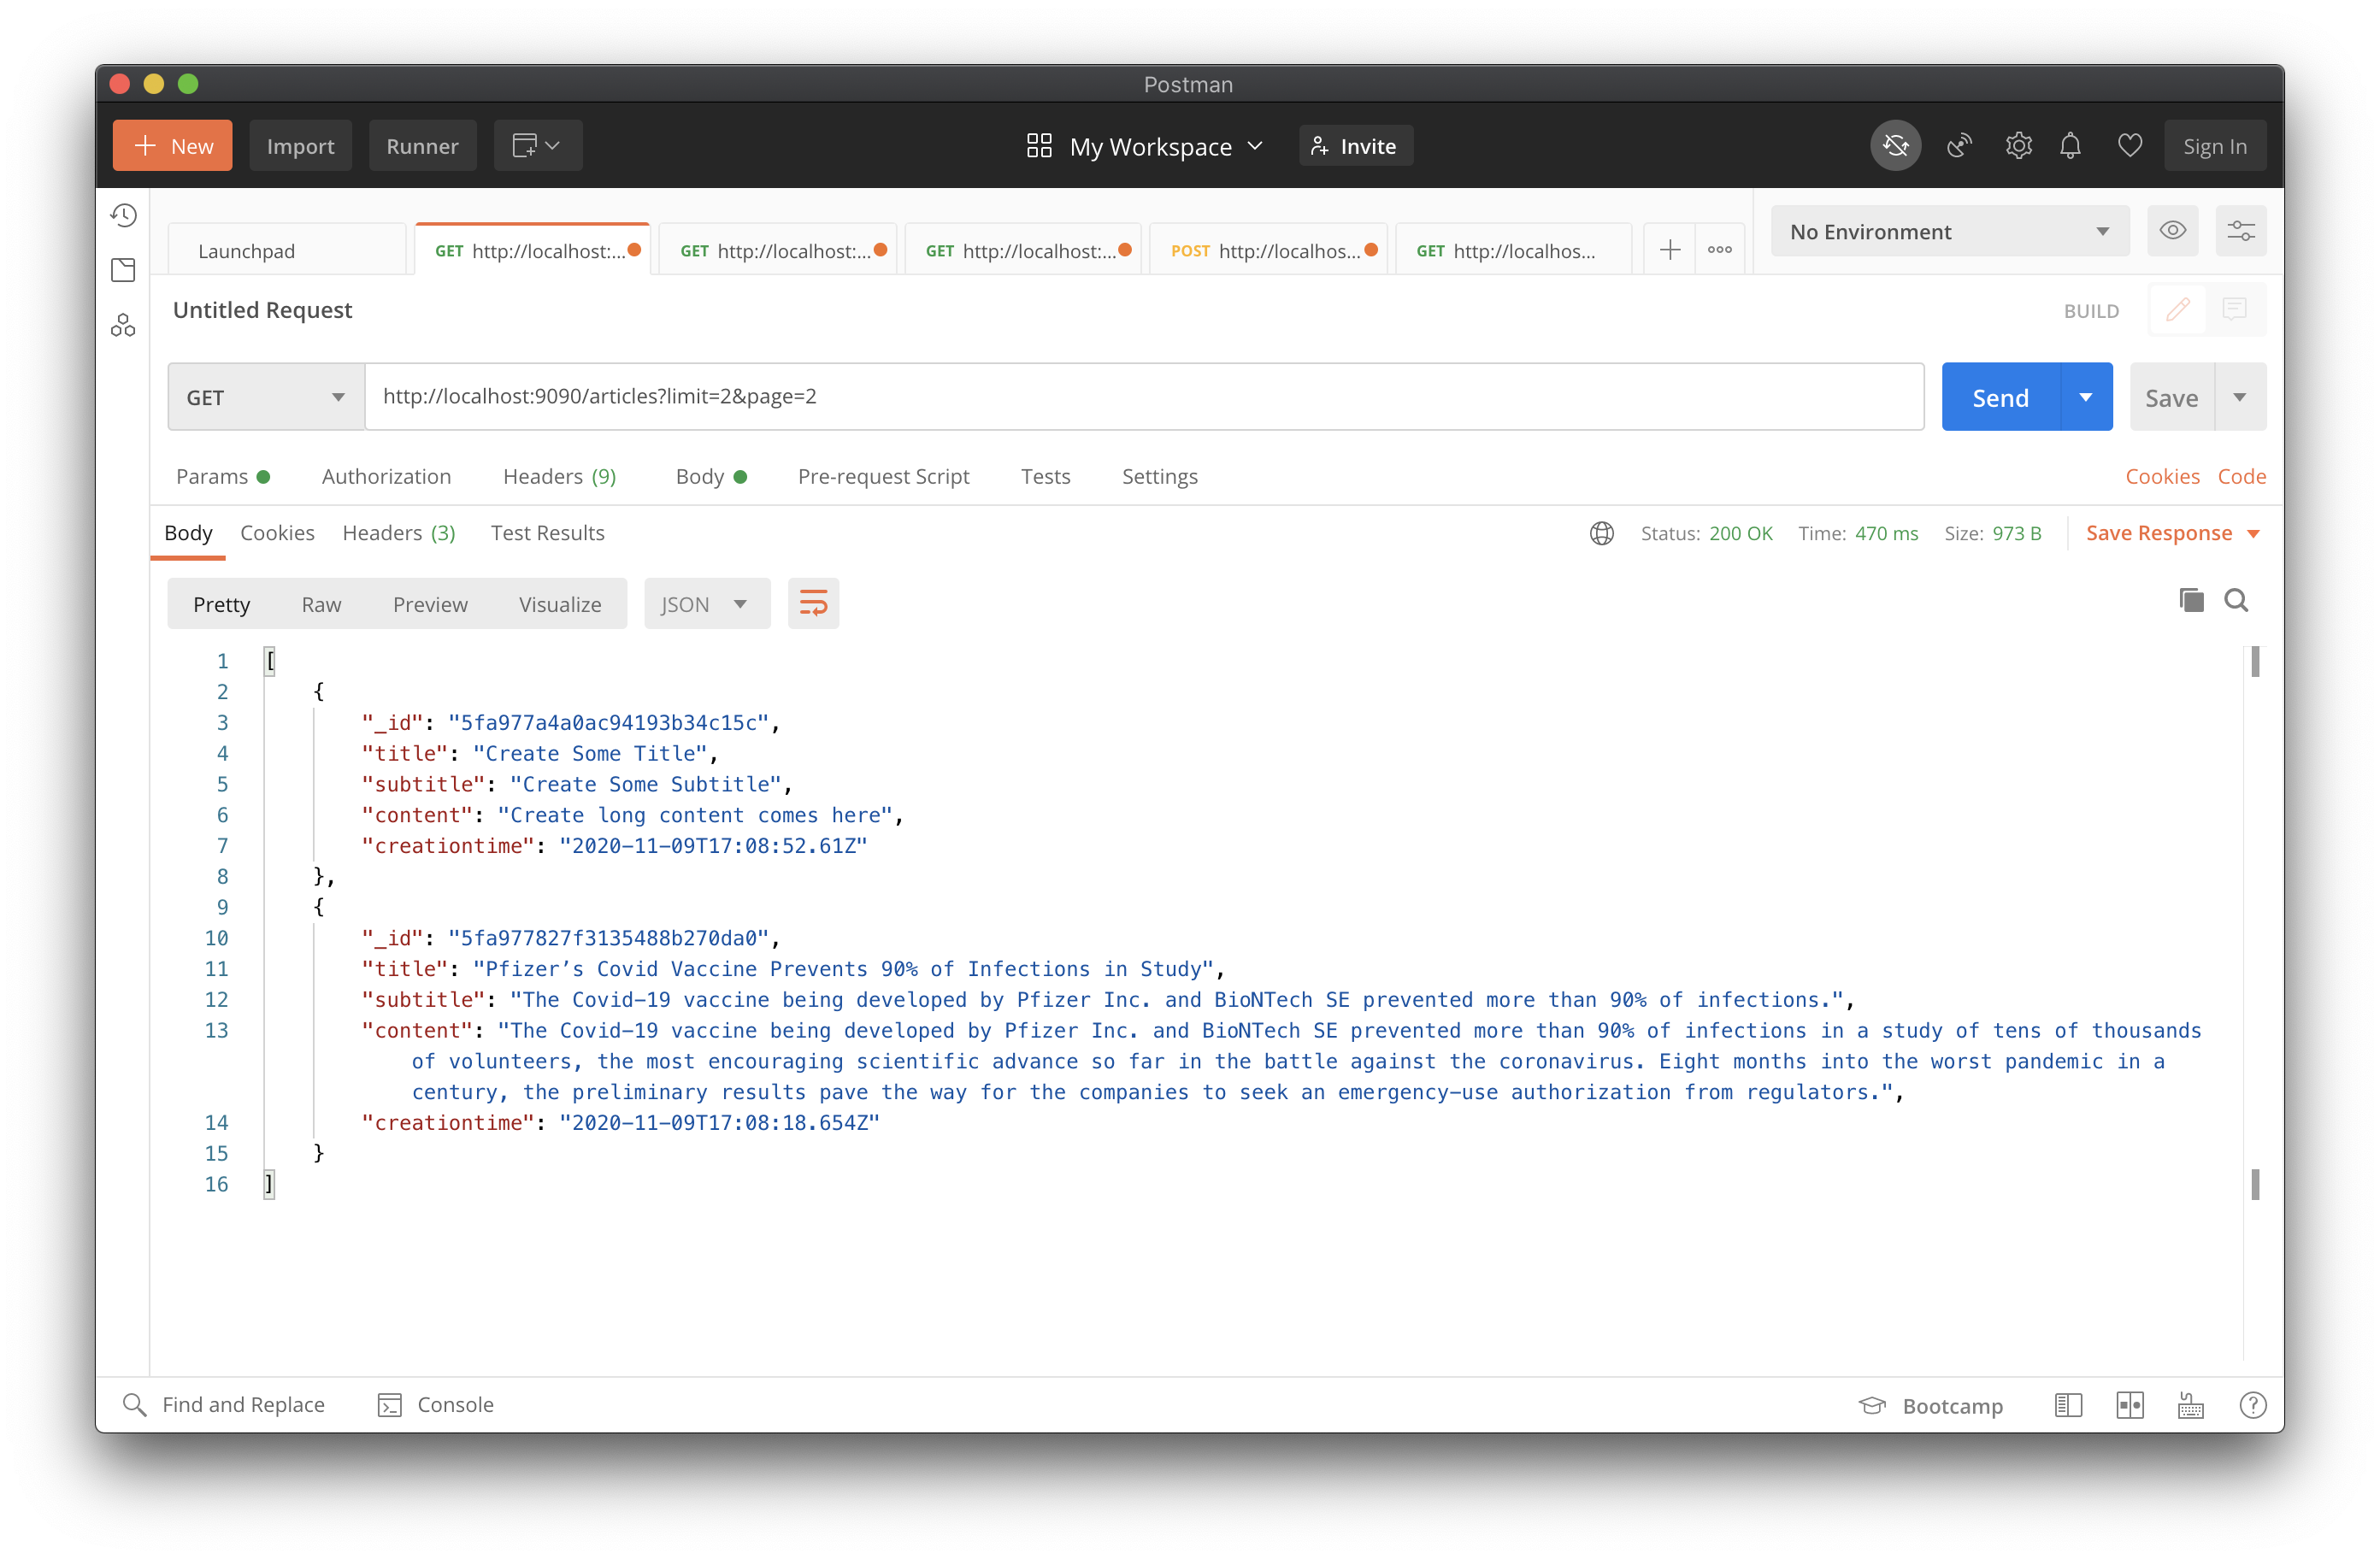 Postman
New
Import
Runner
My Workspace
Invite
Sign In
Launchpad
GET http://localhost:...
GET http://localhost:...
GET http://localhost:...
POST http://localhos...
GET http://localhos...
No Environment
Untitled Request
BUILD
GET
http://localhost:9090/articles?limit=2&page=2
Send
Save
Params
Authorization
Headers (9)
Body
Pre-request Script
Tests
Settings
Cookies
Code
Body
Cookies
Headers (3)
Test Results
Status: 200 OK
Time: 470 ms
Size: 973 B
Save Response
Pretty
Raw
Preview
Visualize
JSON
1 [
2 {
3 "_id": "5fa977a4a0ac94193b34c15c",
4 "title": "Create Some Title",
5 "subtitle": "Create Some Subtitle",
6 "content": "Create long content comes here",
7 "creationtime": "2020-11-09T17:08:52.61Z"
8 },
9 {
10 "_id": "5fa977827f3135488b270da0",
11 "title": "Pfizer’s Covid Vaccine Prevents 90% of Infections in Study",
12 "subtitle": "The Covid-19 vaccine being developed by Pfizer Inc. and BioNTech SE prevented more than 90% of infections.",
13 "content": "The Covid-19 vaccine being developed by Pfizer Inc. and BioNTech SE prevented more than 90% of infections in a study of tens of thousands
of volunteers, the most encouraging scientific advance so far in the battle against the coronavirus. Eight months into the worst pandemic in a
century, the preliminary results pave the way for the companies to seek an emergency-use authorization from regulators.",
14 "creationtime": "2020-11-09T17:08:18.654Z"
15 }
16 ]
Find and Replace
Console
Bootcamp